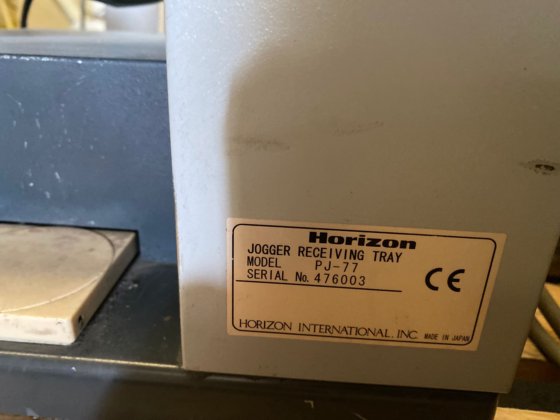 Horizon
JOGGER RECEIVING TRAY
MODEL PJ-77
SERIAL No. 476003
CE
HORIZON INTERNATIONAL. INC. MADE IN JAPAN